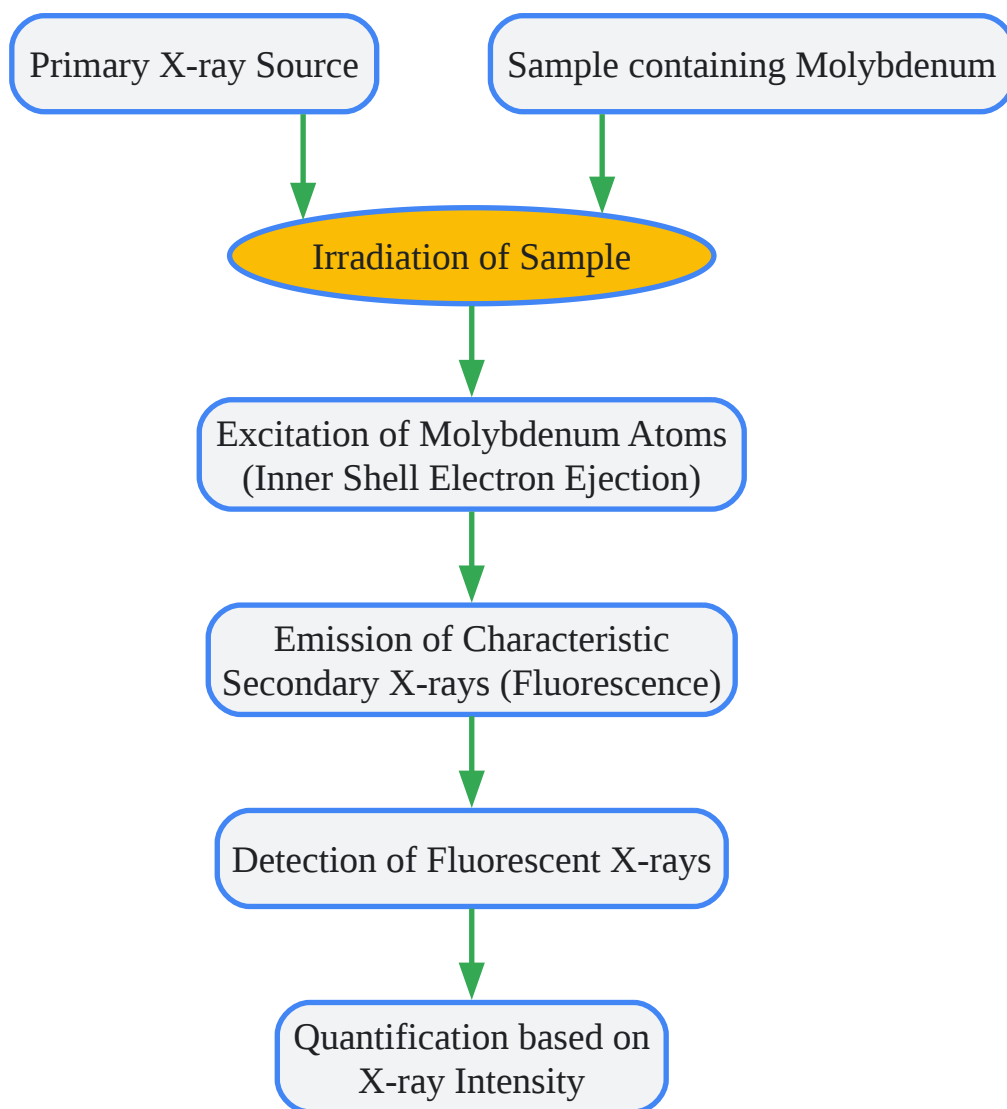 Primary X-ray Source
Sample containing Molybdenum
Irradiation of Sample
Excitation of Molybdenum Atoms
(Inner Shell Electron Ejection)
Emission of Characteristic
Secondary X-rays (Fluorescence)
Detection of Fluorescent X-rays
Quantification based on
X-ray Intensity